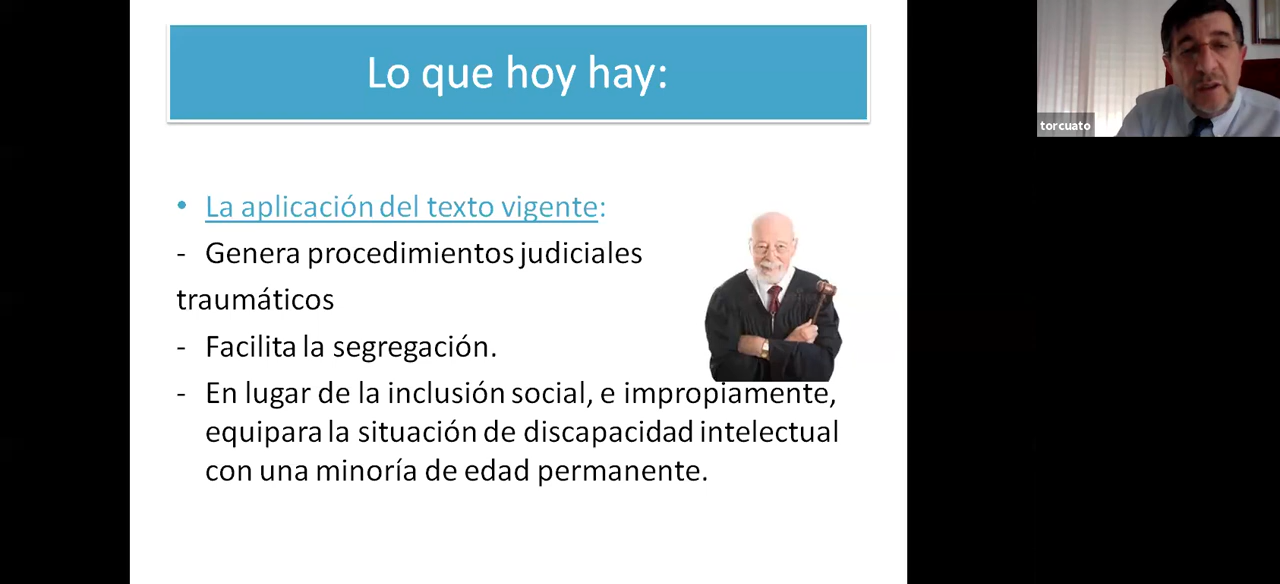 Lo que hoy hay:
torcuato
• La aplicación del texto vigente:
- Genera procedimientos judiciales
traumáticos
- Facilita la segregación.
- En lugar de la inclusión social, e impropiamente,
equipara la situación de discapacidad intelectual
con una minoría de edad permanente.